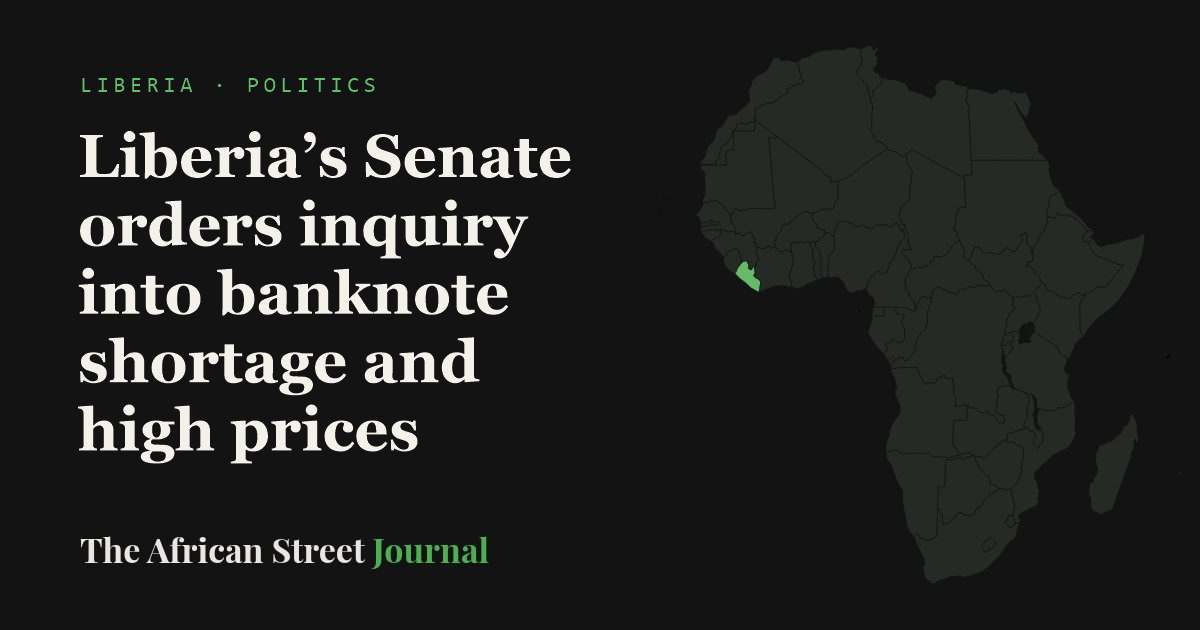 LIBERIA · POLITICS
Liberia’s Senate
orders inquiry
into banknote
shortage and
high prices
The African Street Journal